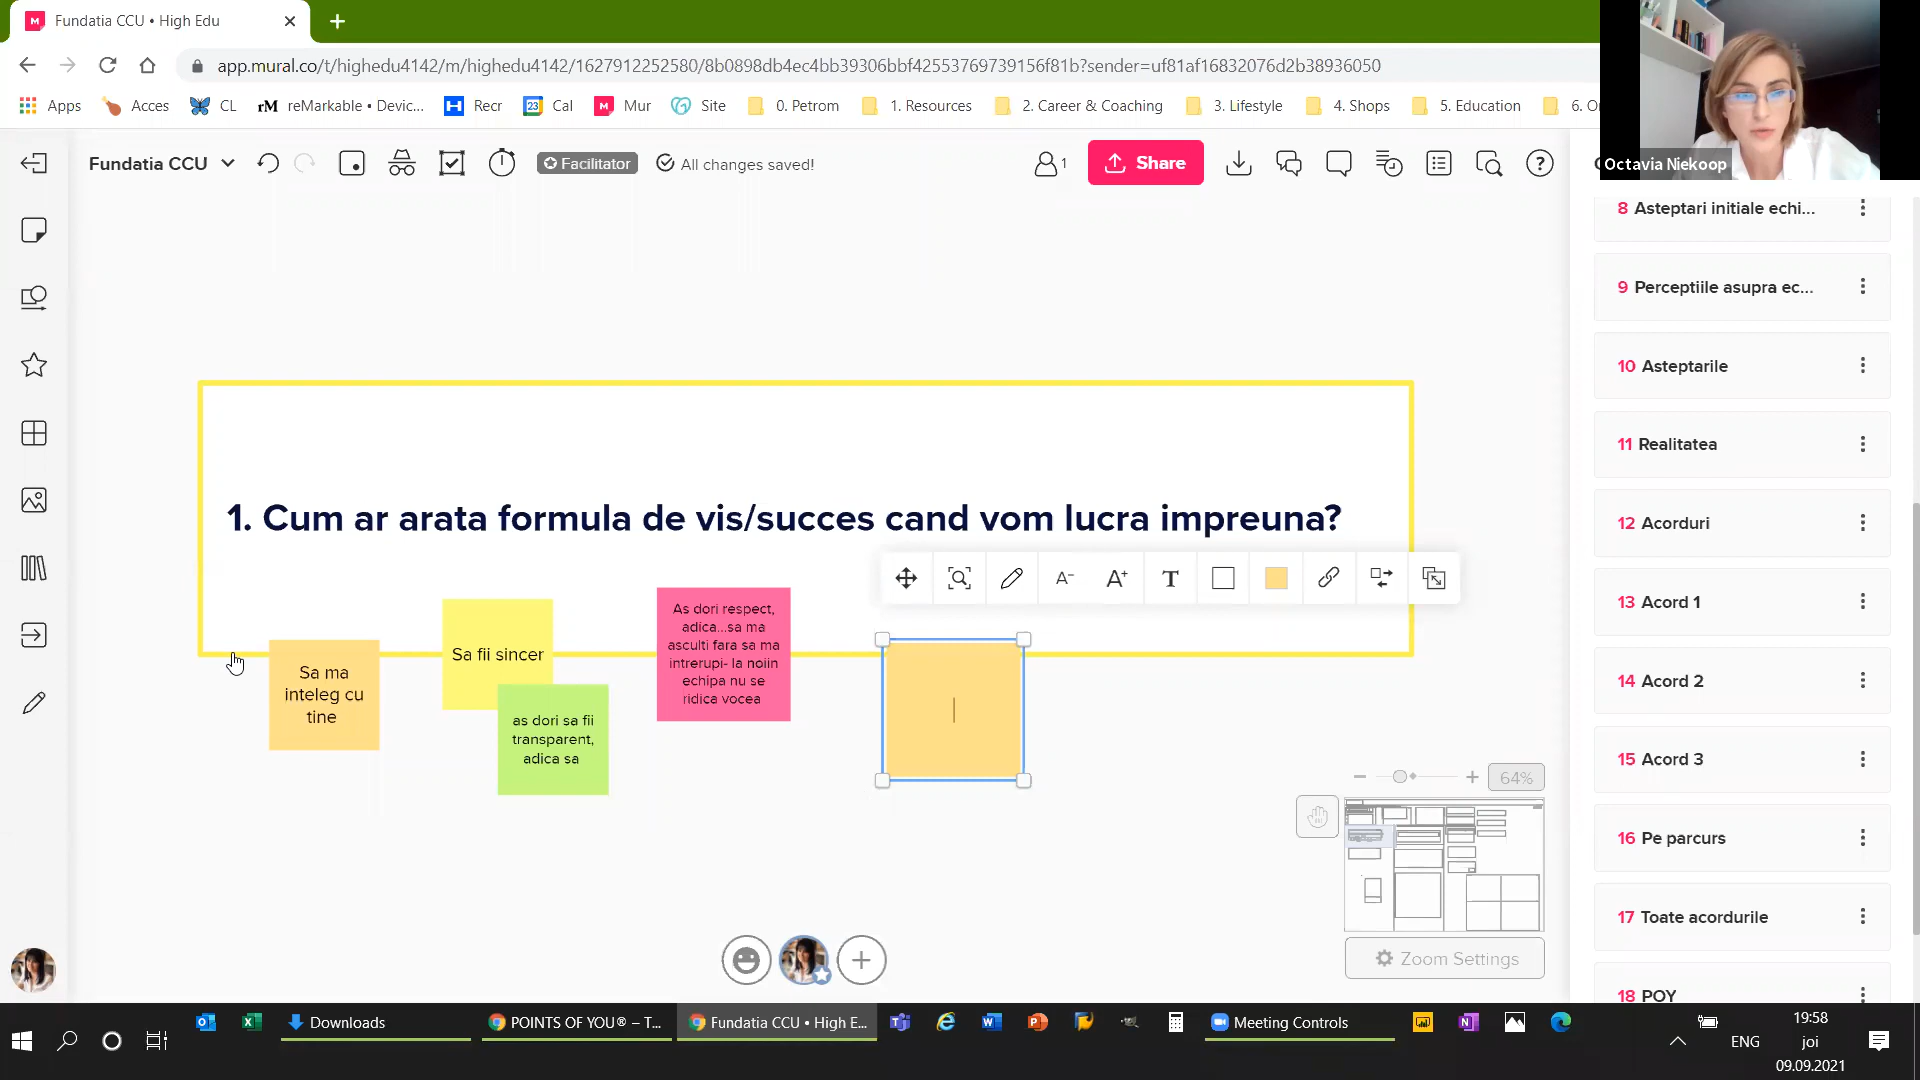 Fundatia CCU • High Edu
app.mural.co/t/highedu4142/m/highedu4142/1627912252580/8b0898db4ec4bb39306bbf42553769739156f81b?sender=uf81af16832076d2b38936050
Apps
Acces
CL
rM reMarkable • Devic...
Recr
23 Cal
Mur
Site
0. Petrom
1. Resources
2. Career & Coaching
3. Lifestyle
4. Shops
5. Education
Fundatia CCU
Facilitator
All changes saved!
1
Share
Octavia Niekoop
8 Asteptari initiale echi...
9 Perceptiile asupra ec...
10 Asteptarile
11 Realitatea
12 Acorduri
13 Acord 1
14 Acord 2
15 Acord 3
16 Pe parcurs
17 Toate acordurile
18 POY
1. Cum ar arata formula de vis/succes cand vom lucra impreuna?
A-
A+
T
Sa ma
inteleg cu
tine
Sa fii sincer
as dori sa fii
transparent,
adica sa
As dori respect,
adica...sa ma
asculti fara sa ma
intrerupi- la noiin
echipa nu se
ridica vocea
64%
Zoom Settings
Downloads
POINTS OF YOU® – T...
Fundatia CCU • High E...
Meeting Controls
ENG
19:58
joi
09.09.2021